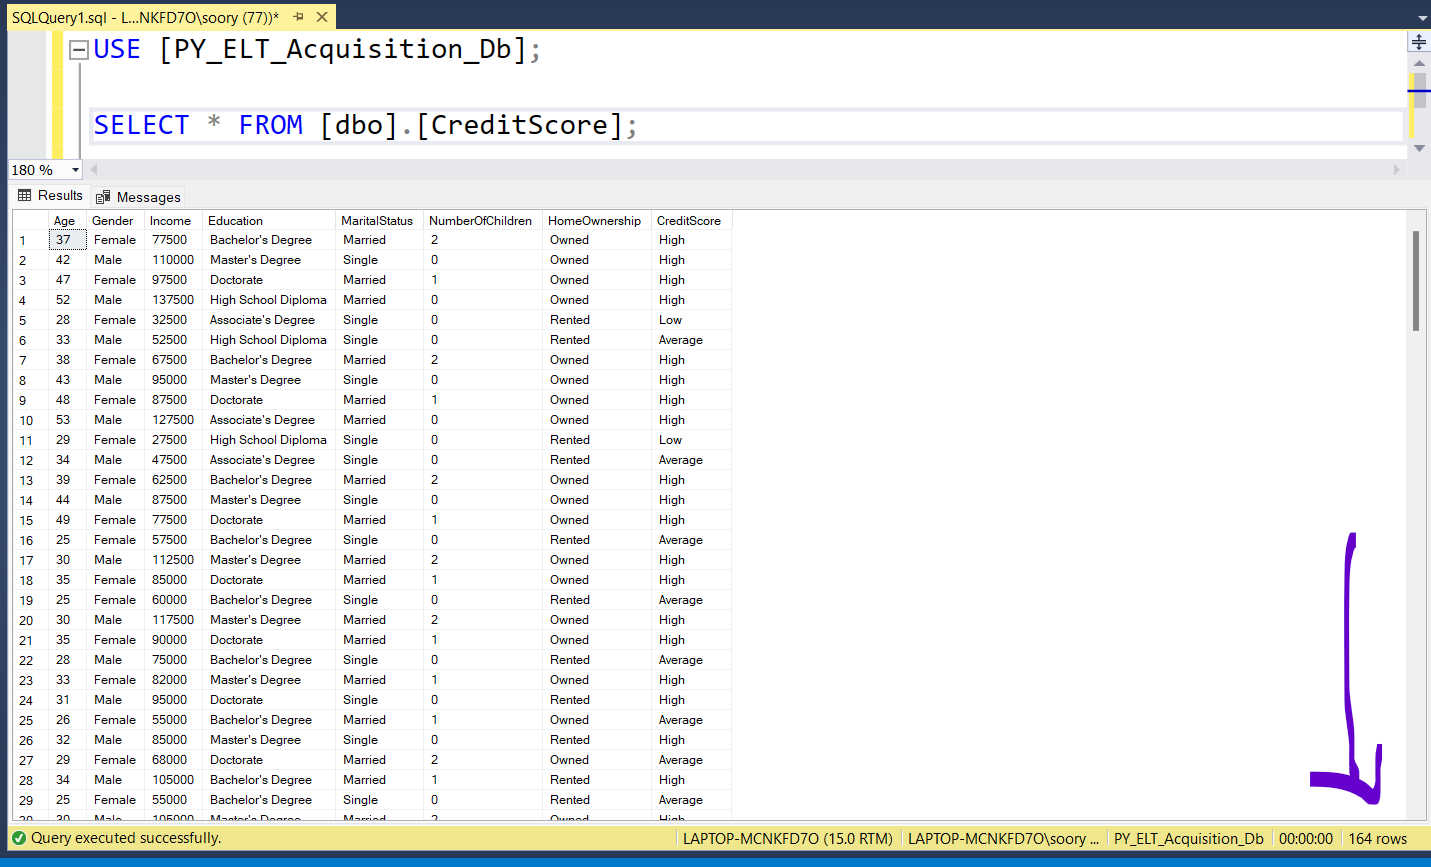 SQLQuery1.sql - L...NKFD7O\soory (77))*
USE [PY_ELT_Acquisition_Db];
SELECT * FROM [dbo].[CreditScore];
180 %
Results Messages
Age Gender Income Education MaritalStatus NumberOfChildren HomeOwnership CreditScore
1 37 Female 77500 Bachelor's Degree Married 2 Owned High
2 42 Male 110000 Master's Degree Single 0 Owned High
3 47 Female 97500 Doctorate Married 1 Owned High
4 52 Male 137500 High School Diploma Married 0 Owned High
5 28 Female 32500 Associate's Degree Single 0 Rented Low
6 33 Male 52500 High School Diploma Single 0 Rented Average
7 38 Female 67500 Bachelor's Degree Married 2 Owned High
8 43 Male 95000 Master's Degree Single 0 Owned High
9 48 Female 87500 Doctorate Married 1 Owned High
10 53 Male 127500 Associate's Degree Married 0 Owned High
11 29 Female 27500 High School Diploma Single 0 Rented Low
12 34 Male 47500 Associate's Degree Single 0 Rented Average
13 39 Female 62500 Bachelor's Degree Married 2 Owned High
14 44 Male 87500 Master's Degree Single 0 Owned High
15 49 Female 77500 Doctorate Married 1 Owned High
16 25 Female 57500 Bachelor's Degree Single 0 Rented Average
17 30 Male 112500 Master's Degree Married 2 Owned High
18 35 Female 85000 Doctorate Married 1 Owned High
19 25 Female 60000 Bachelor's Degree Single 0 Rented Average
20 30 Male 117500 Master's Degree Married 2 Owned High
21 35 Female 90000 Doctorate Married 1 Owned High
22 28 Male 75000 Bachelor's Degree Single 0 Rented Average
23 33 Female 82000 Master's Degree Married 1 Owned High
24 31 Male 95000 Doctorate Single 0 Rented High
25 26 Female 55000 Bachelor's Degree Married 1 Owned Average
26 32 Male 85000 Master's Degree Single 0 Rented High
27 29 Female 68000 Doctorate Married 2 Owned Average
28 34 Male 105000 Bachelor's Degree Married 1 Rented High
29 25 Female 55000 Bachelor's Degree Single 0 Rented Average
30 30 Male 105000 Master's Degree Married 2 Owned High
Query executed successfully. LAPTOP-MCNKFD7O (15.0 RTM) LAPTOP-MCNKFD7O\soory ... PY_ELT_Acquisition_Db 00:00:00 164 rows